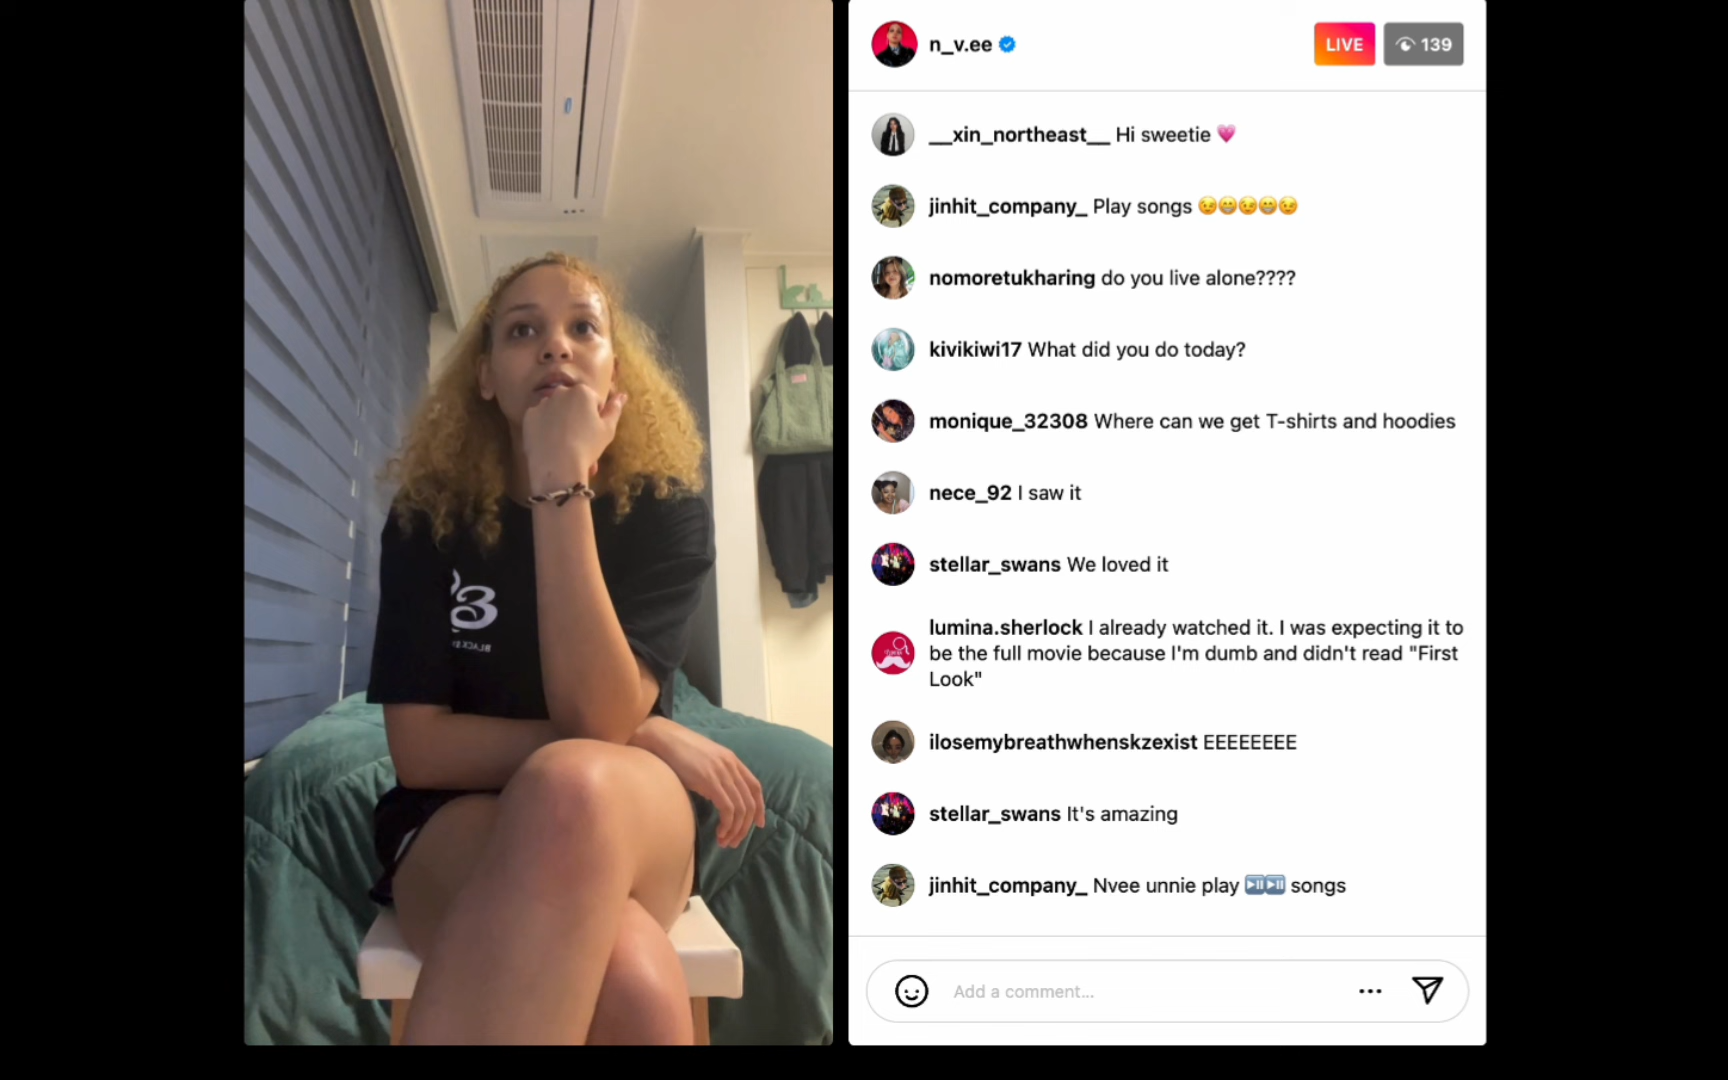 n_v.ee
LIVE
139
__xin_northeast__ Hi sweetie 💗
jinhit_company_ Play songs 😉😁😉😁😉
nomoretukharing do you live alone????
kivikiwi17 What did you do today?
monique_32308 Where can we get T-shirts and hoodies
nece_92 I saw it
stellar_swans We loved it
lumina.sherlock I already watched it. I was expecting it to
be the full movie because I'm dumb and didn't read "First
Look"
ilosemybreathwhenskzexist EEEEEEEE
stellar_swans It's amazing
jinhit_company_ Nvee unnie play ⏯️⏯️ songs
Add a comment...